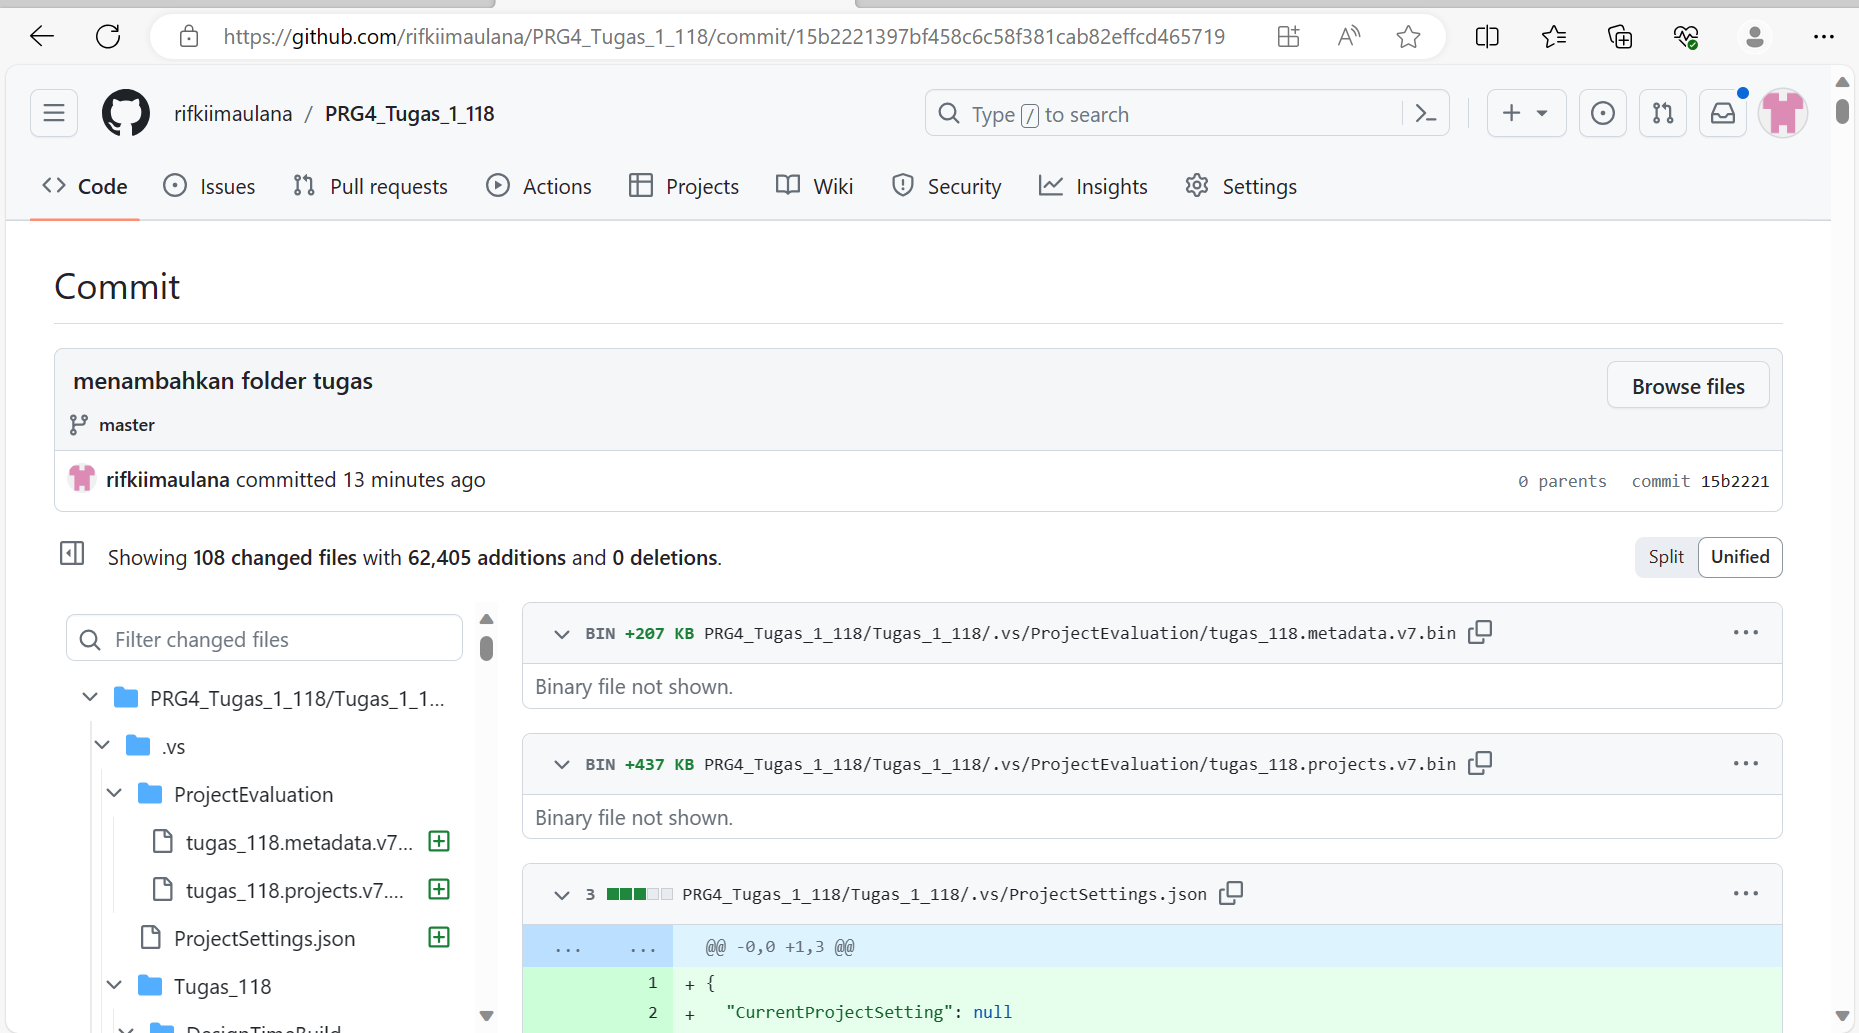 https://github.com/rifkiimaulana/PRG4_Tugas_1_118/commit/15b2221397bf458c6c58f381cab82effcd465719
rifkiimaulana / PRG4_Tugas_1_118
Type / to search
Code Issues Pull requests Actions Projects Wiki Security Insights Settings
Commit
menambahkan folder tugas
Browse files
master
rifkiimaulana committed 13 minutes ago
0 parents commit 15b2221
Showing 108 changed files with 62,405 additions and 0 deletions.
Split Unified
Filter changed files
PRG4_Tugas_1_118/Tugas_1_1...
.vs
ProjectEvaluation
tugas_118.metadata.v7...
tugas_118.projects.v7....
ProjectSettings.json
Tugas_118
DesignTimeBuild
BIN +207 KB PRG4_Tugas_1_118/Tugas_1_118/.vs/ProjectEvaluation/tugas_118.metadata.v7.bin
Binary file not shown.
BIN +437 KB PRG4_Tugas_1_118/Tugas_1_118/.vs/ProjectEvaluation/tugas_118.projects.v7.bin
Binary file not shown.
3 PRG4_Tugas_1_118/Tugas_1_118/.vs/ProjectSettings.json
... ... @@ -0,0 +1,3 @@
1 + {
2 + "CurrentProjectSetting": null